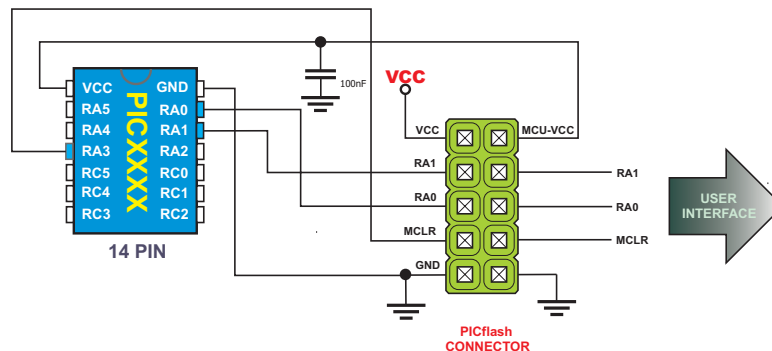 100nF
VCC
VCC
GND
RA5
RA0
RA4
RA1
RA3
RA2
RC5
RC0
RC4
RC1
RC3
RC2
PICXXXX
14 PIN
VCC
MCU-VCC
RA1
RA1
RA0
RA0
MCLR
MCLR
GND
USER
INTERFACE
PICflash
CONNECTOR